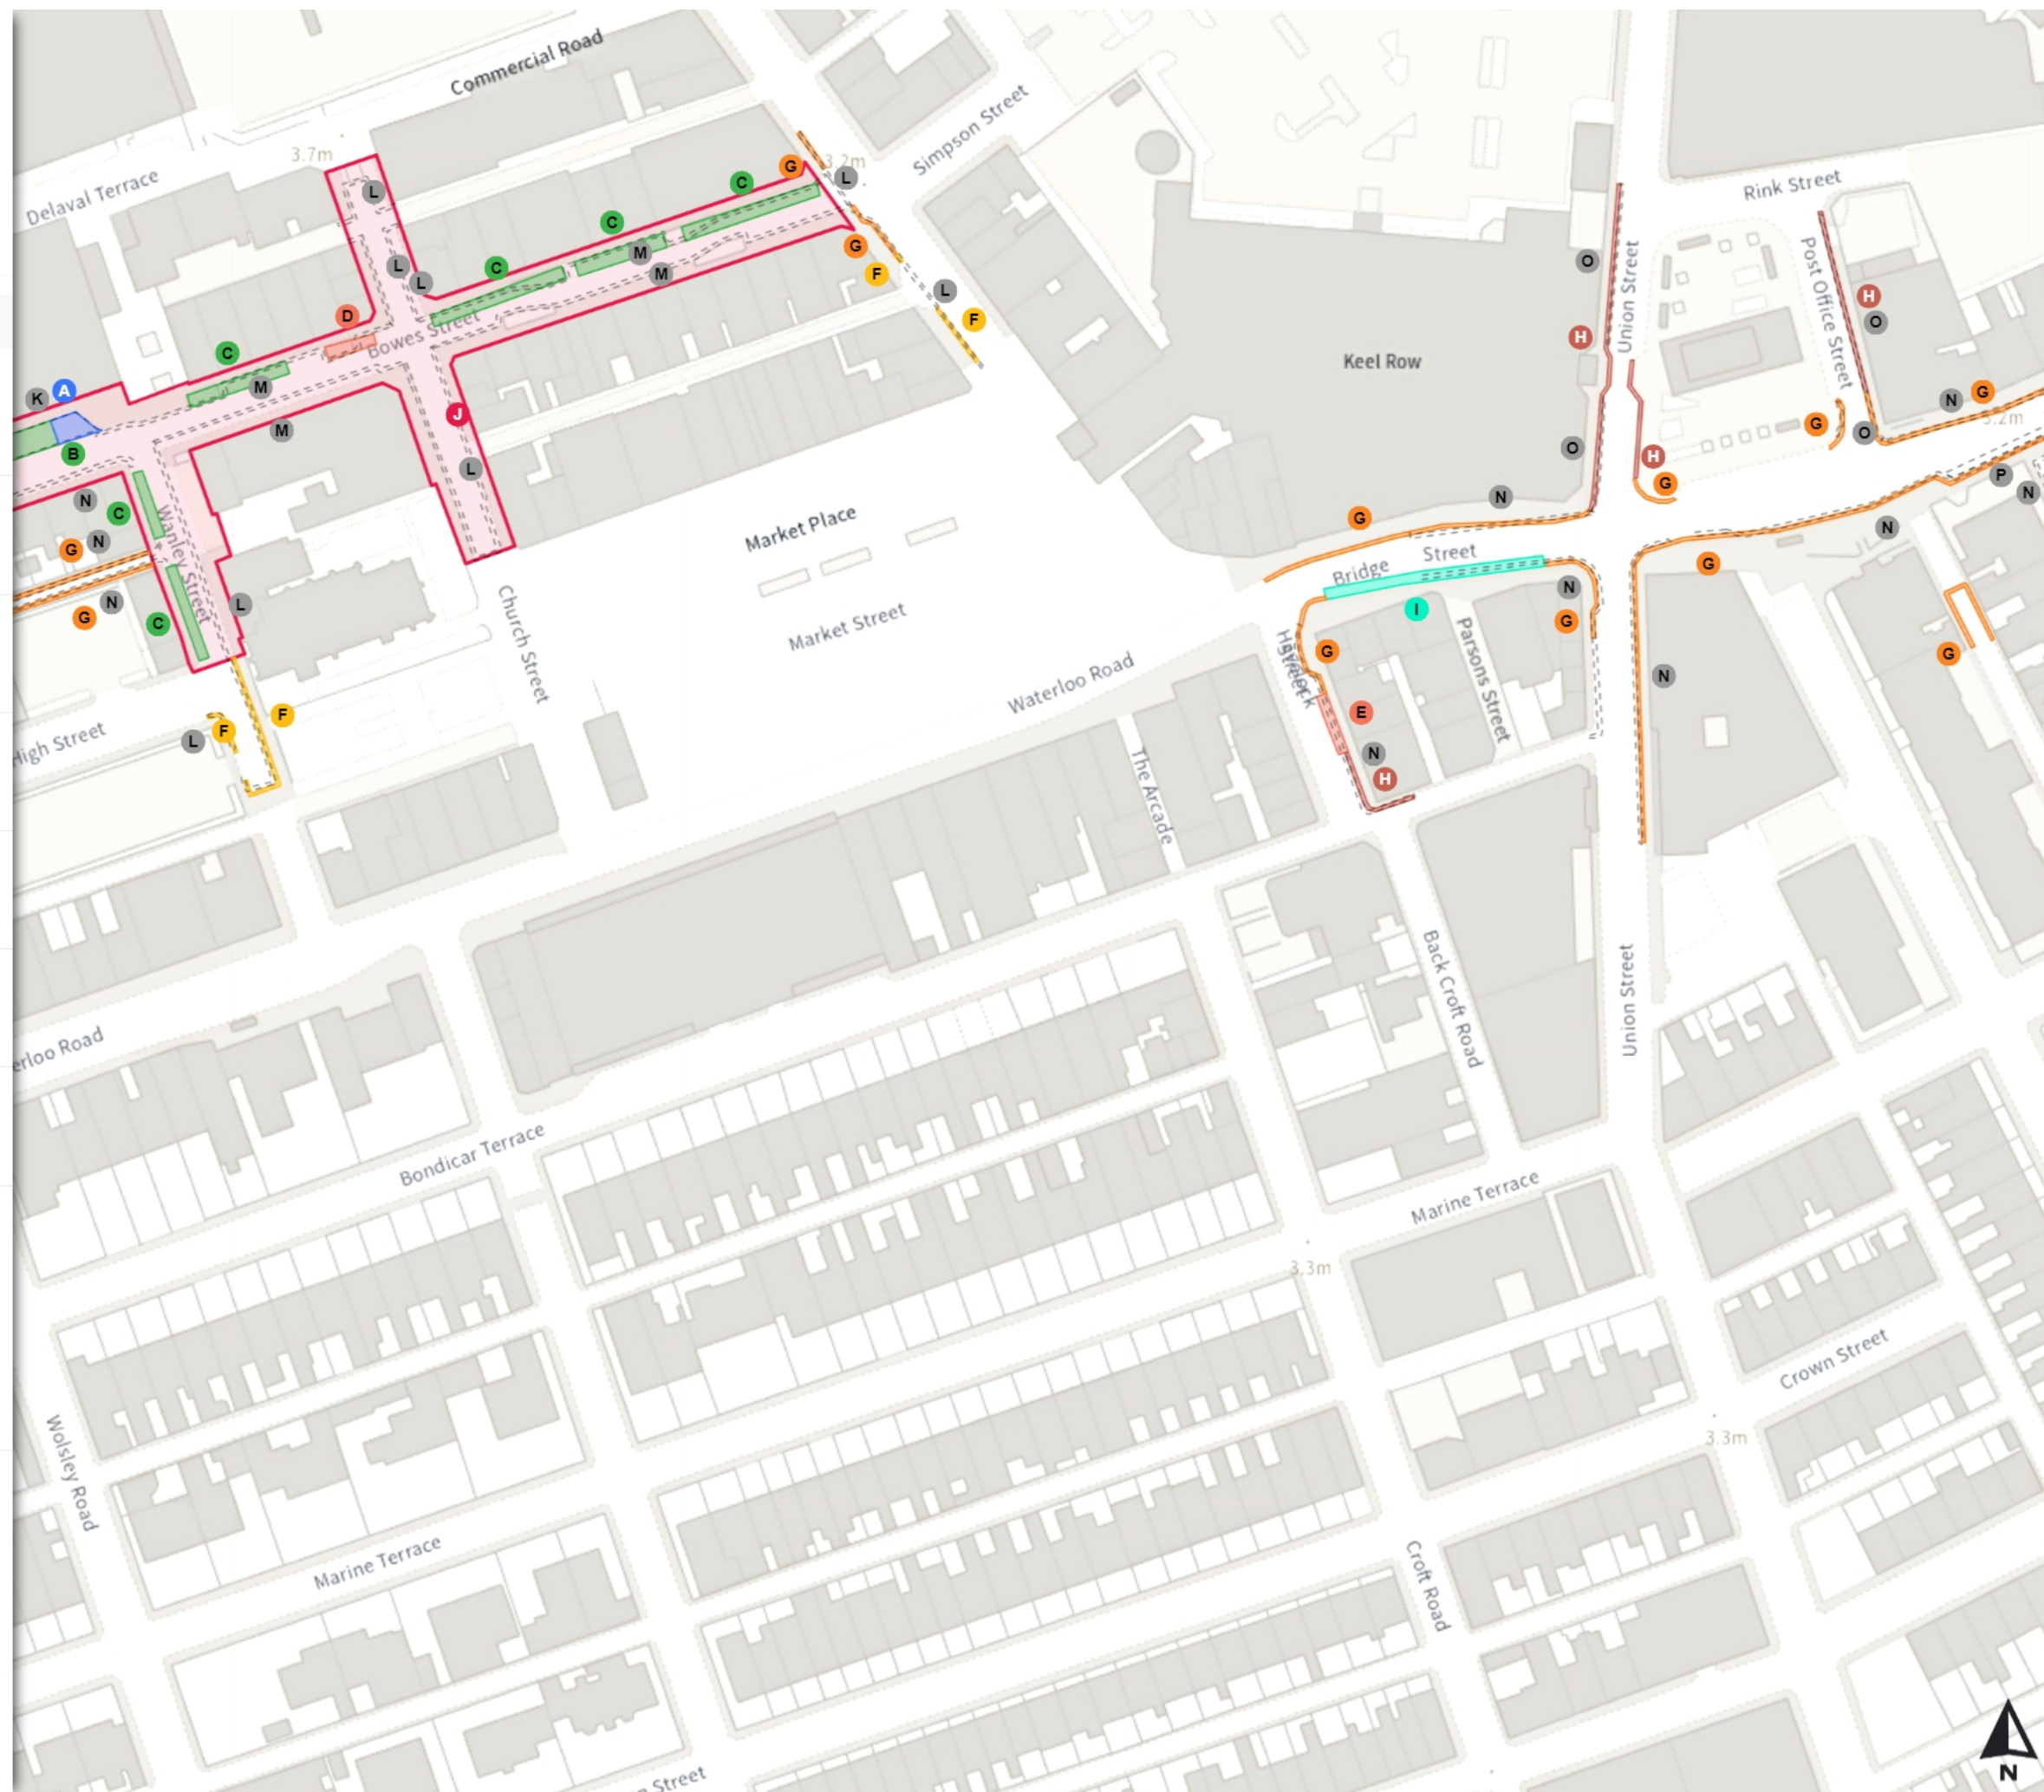 Commercial Road
3.7m
Simpson Street
G
3.2m
L
C
Delaval Terrace
Rink Street
L
C
Union Street
Post Office Street
M
G
O
L
C
M
F
L
L
H
O
D
Bowes Street
F
H
C
Keel Row
K
A
M
N
G
J
3.2m
M
G
O
B
O
H
L
P
G
N
N
C
N
G
N
Wanley Street
Market Place
N
G
Bridge
Street
G
N
L
I
N
G
C
Church Street
Market Street
G
Havelock
Street
G
Parsons Street
G
Waterloo Road
N
F
E
High Street
L
F
N
The Arcade
H
Back Croft Road
Union Street
erloo Road
Bondicar Terrace
Marine Terrace
3.3m
Crown Street
Wolsley Road
3.3m
Marine Terrace
Croft Road
Street
N